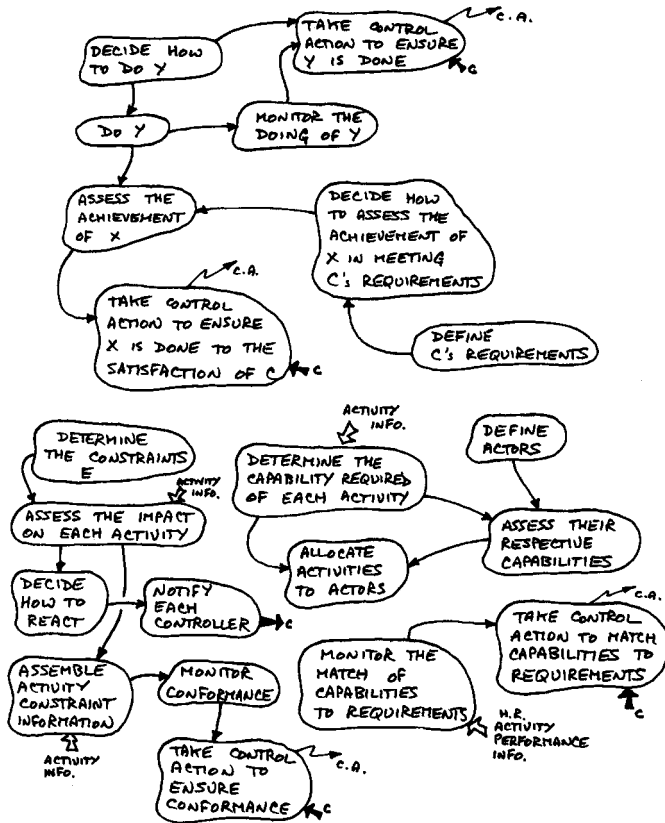 DECIDE HOW
TO DO Y
TAKE CONTROL
ACTION TO ENSURE
Y IS DONE
C.A.
C
DO Y
MONITOR THE
DOING OF Y
ASSESS THE
ACHIEVEMENT
OF X
DECIDE HOW
TO ASSESS THE
ACHIEVEMENT OF
X IN MEETING
C's REQUIREMENTS
C.A.
TAKE CONTROL
ACTION TO ENSURE
X IS DONE TO THE
SATISFACTION OF C
C
DEFINE
C's REQUIREMENTS
DETERMINE
THE CONSTRAINTS
E
ACTIVITY
INFO.
ASSESS THE IMPACT
ON EACH ACTIVITY
DECIDE
HOW TO
REACT
NOTIFY
EACH
CONTROLLER
C
ASSEMBLE
ACTIVITY
CONSTRAINT
INFORMATION
ACTIVITY
INFO.
MONITOR
CONFORMANCE
TAKE CONTROL
ACTION TO
ENSURE
CONFORMANCE
C.A.
C
ACTIVITY
INFO.
DETERMINE THE
CAPABILITY REQUIRED
OF EACH ACTIVITY
DEFINE
ACTORS
ASSESS THEIR
RESPECTIVE
CAPABILITIES
ALLOCATE
ACTIVITIES
TO ACTORS
MONITOR THE
MATCH OF
CAPABILITIES
TO REQUIREMENTS
H.R.
ACTIVITY
PERFORMANCE
INFO.
TAKE CONTROL
ACTION TO MATCH
CAPABILITIES TO
REQUIREMENTS
C.A.
C